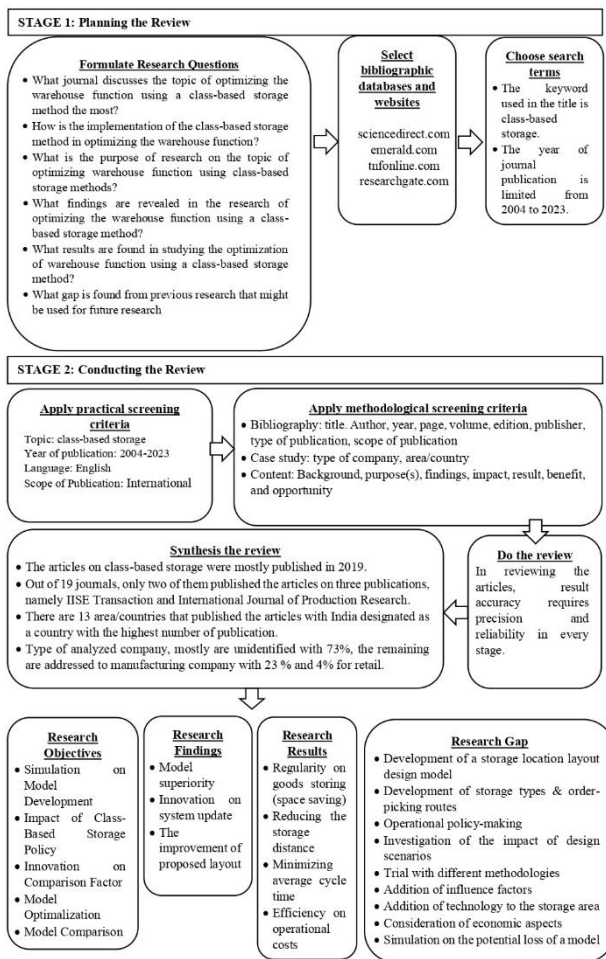 STAGE 1: Planning the Review
Formulate Research Questions
• What journal discusses the topic of optimizing the
warehouse function using a class-based storage
method the most?
• How is the implementation of the class-based storage
method in optimizing the warehouse function?
• What is the purpose of research on the topic of
optimizing warehouse function using class-based
storage methods?
• What findings are revealed in the research of
optimizing the warehouse function using a class-
based storage method?
• What results are found in studying the optimization
of warehouse function using a class-based storage
method?
• What gap is found from previous research that might
be used for future research
Select
bibliographic
databases and
websites
sciencedirect.com
emerald.com
tnfonline.com
researchgate.com
Choose search
terms
• The keyword
used in the title is
class-based
storage.
• The year of
journal
publication is
limited from
2004 to 2023.
STAGE 2: Conducting the Review
Apply practical screening
criteria
Topic: class-based storage
Year of publication: 2004-2023
Language: English
Scope of Publication: International
Apply methodological screening criteria
• Bibliography: title. Author, year, page, volume, edition, publisher,
type of publication, scope of publication
• Case study: type of company, area/country
• Content: Background, purpose(s), findings, impact, result, benefit,
and opportunity
Synthesis the review
• The articles on class-based storage were mostly published in 2019.
• Out of 19 journals, only two of them published the articles on three publications,
namely IISE Transaction and International Journal of Production Research.
• There are 13 area/countries that published the articles with India designated as
a country with the highest number of publication.
• Type of analyzed company, mostly are unidentified with 73%, the remaining
are addressed to manufacturing company with 23 % and 4% for retail.
Do the review
In reviewing the
articles, result
accuracy requires
precision and
reliability in every
stage.
Research
Objectives
• Simulation on
Model
Development
• Impact of Class-
Based Storage
Policy
• Innovation on
Comparison Factor
• Model
Optimalization
• Model Comparison
Research
Findings
• Model
superiority
• Innovation on
system update
• The
improvement of
proposed layout
Research
Results
• Regularity on
goods storing
(space saving)
• Reducing the
storage
distance
• Minimizing
average cycle
time
• Efficiency on
operational
costs
Research Gap
• Development of a storage location layout
design model
• Development of storage types & order-
picking routes
• Operational policy-making
• Investigation of the impact of design
scenarios
• Trial with different methodologies
• Addition of influence factors
• Addition of technology to the storage area
• Consideration of economic aspects
• Simulation on the potential loss of a model